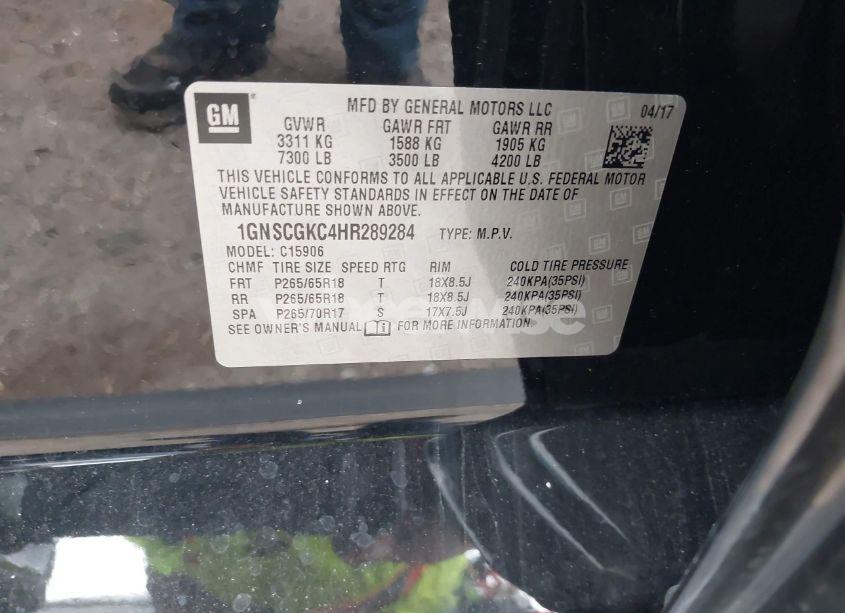 GM
MFD BY GENERAL MOTORS LLC 04/17
GVWR GAWR FRT GAWR RR
3311 KG 1588 KG 1905 KG
7300 LB 3500 LB 4200 LB
THIS VEHICLE CONFORMS TO ALL APPLICABLE U.S. FEDERAL MOTOR
VEHICLE SAFETY STANDARDS IN EFFECT ON THE DATE OF
MANUFACTURE SHOWN ABOVE.
1GNSCGKC4HR289284 TYPE: M.P.V.
MODEL: C15906
CHMF TIRE SIZE SPEED RTG RIM COLD TIRE PRESSURE
FRT P265/65R18 T 18X8.5J 240KPA(35PSI)
RR P265/65R18 T 18X8.5J 240KPA(35PSI)
SPA P265/70R17 S 17X7.5J 240KPA(35PSI)
SEE OWNER'S MANUAL FOR MORE INFORMATION